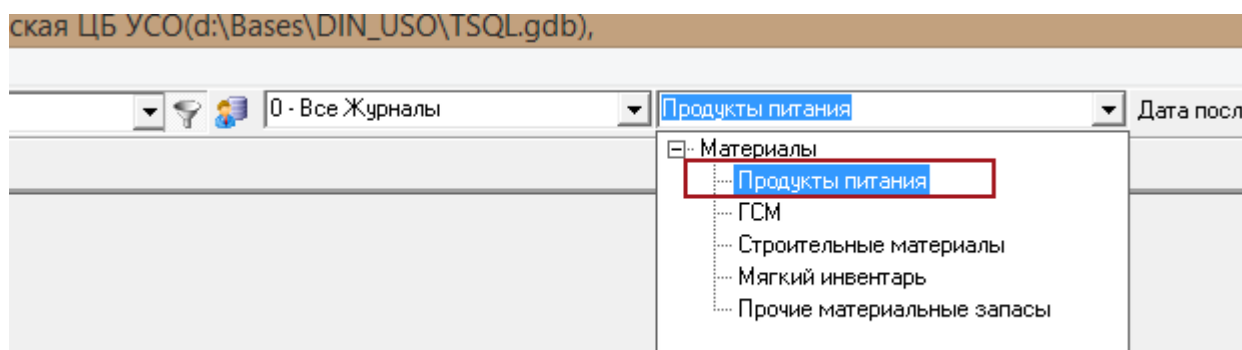 ская ЦБ УСО(d:\Bases\DIN_USO\TSQL.gdb),
0 - Все Журналы Продукты питания Дата посл
Материалы
Продукты питания
ГСМ
Строительные материалы
Мягкий инвентарь
Прочие материальные запасы